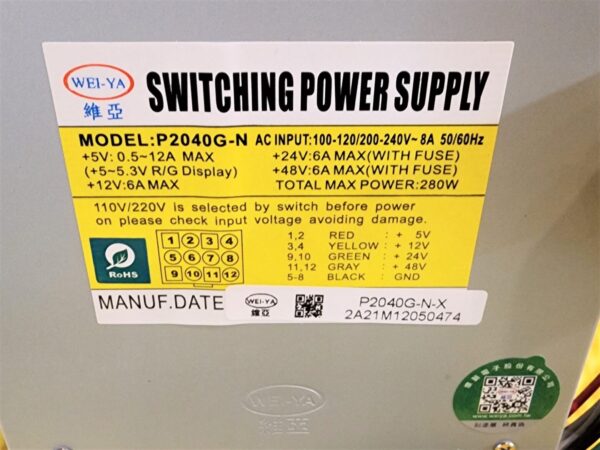 WEI-YA
維亞
SWITCHING POWER SUPPLY
MODEL:P2040G-N AC INPUT:100-120/200-240V~8A 50/60Hz
+5V: 0.5~12A MAX +24V:6A MAX(WITH FUSE)
(+5~5.3V R/G Display) +48V:6A MAX(WITH FUSE)
+12V:6A MAX TOTAL MAX POWER:280W
110V/220V is selected by switch before power
on please check input voltage avoiding damage.
RoHS
1 2 3 4
5 6 7 8
9 10 11 12
1,2 RED : + 5V
3,4 YELLOW : + 12V
9,10 GREEN : + 24V
11,12 GRAY : + 48V
5-8 BLACK : GND
MANUF.DATE
WEI-YA
維亞
P2040G-N-X
2A21M12050474
WEI-YA
維亞